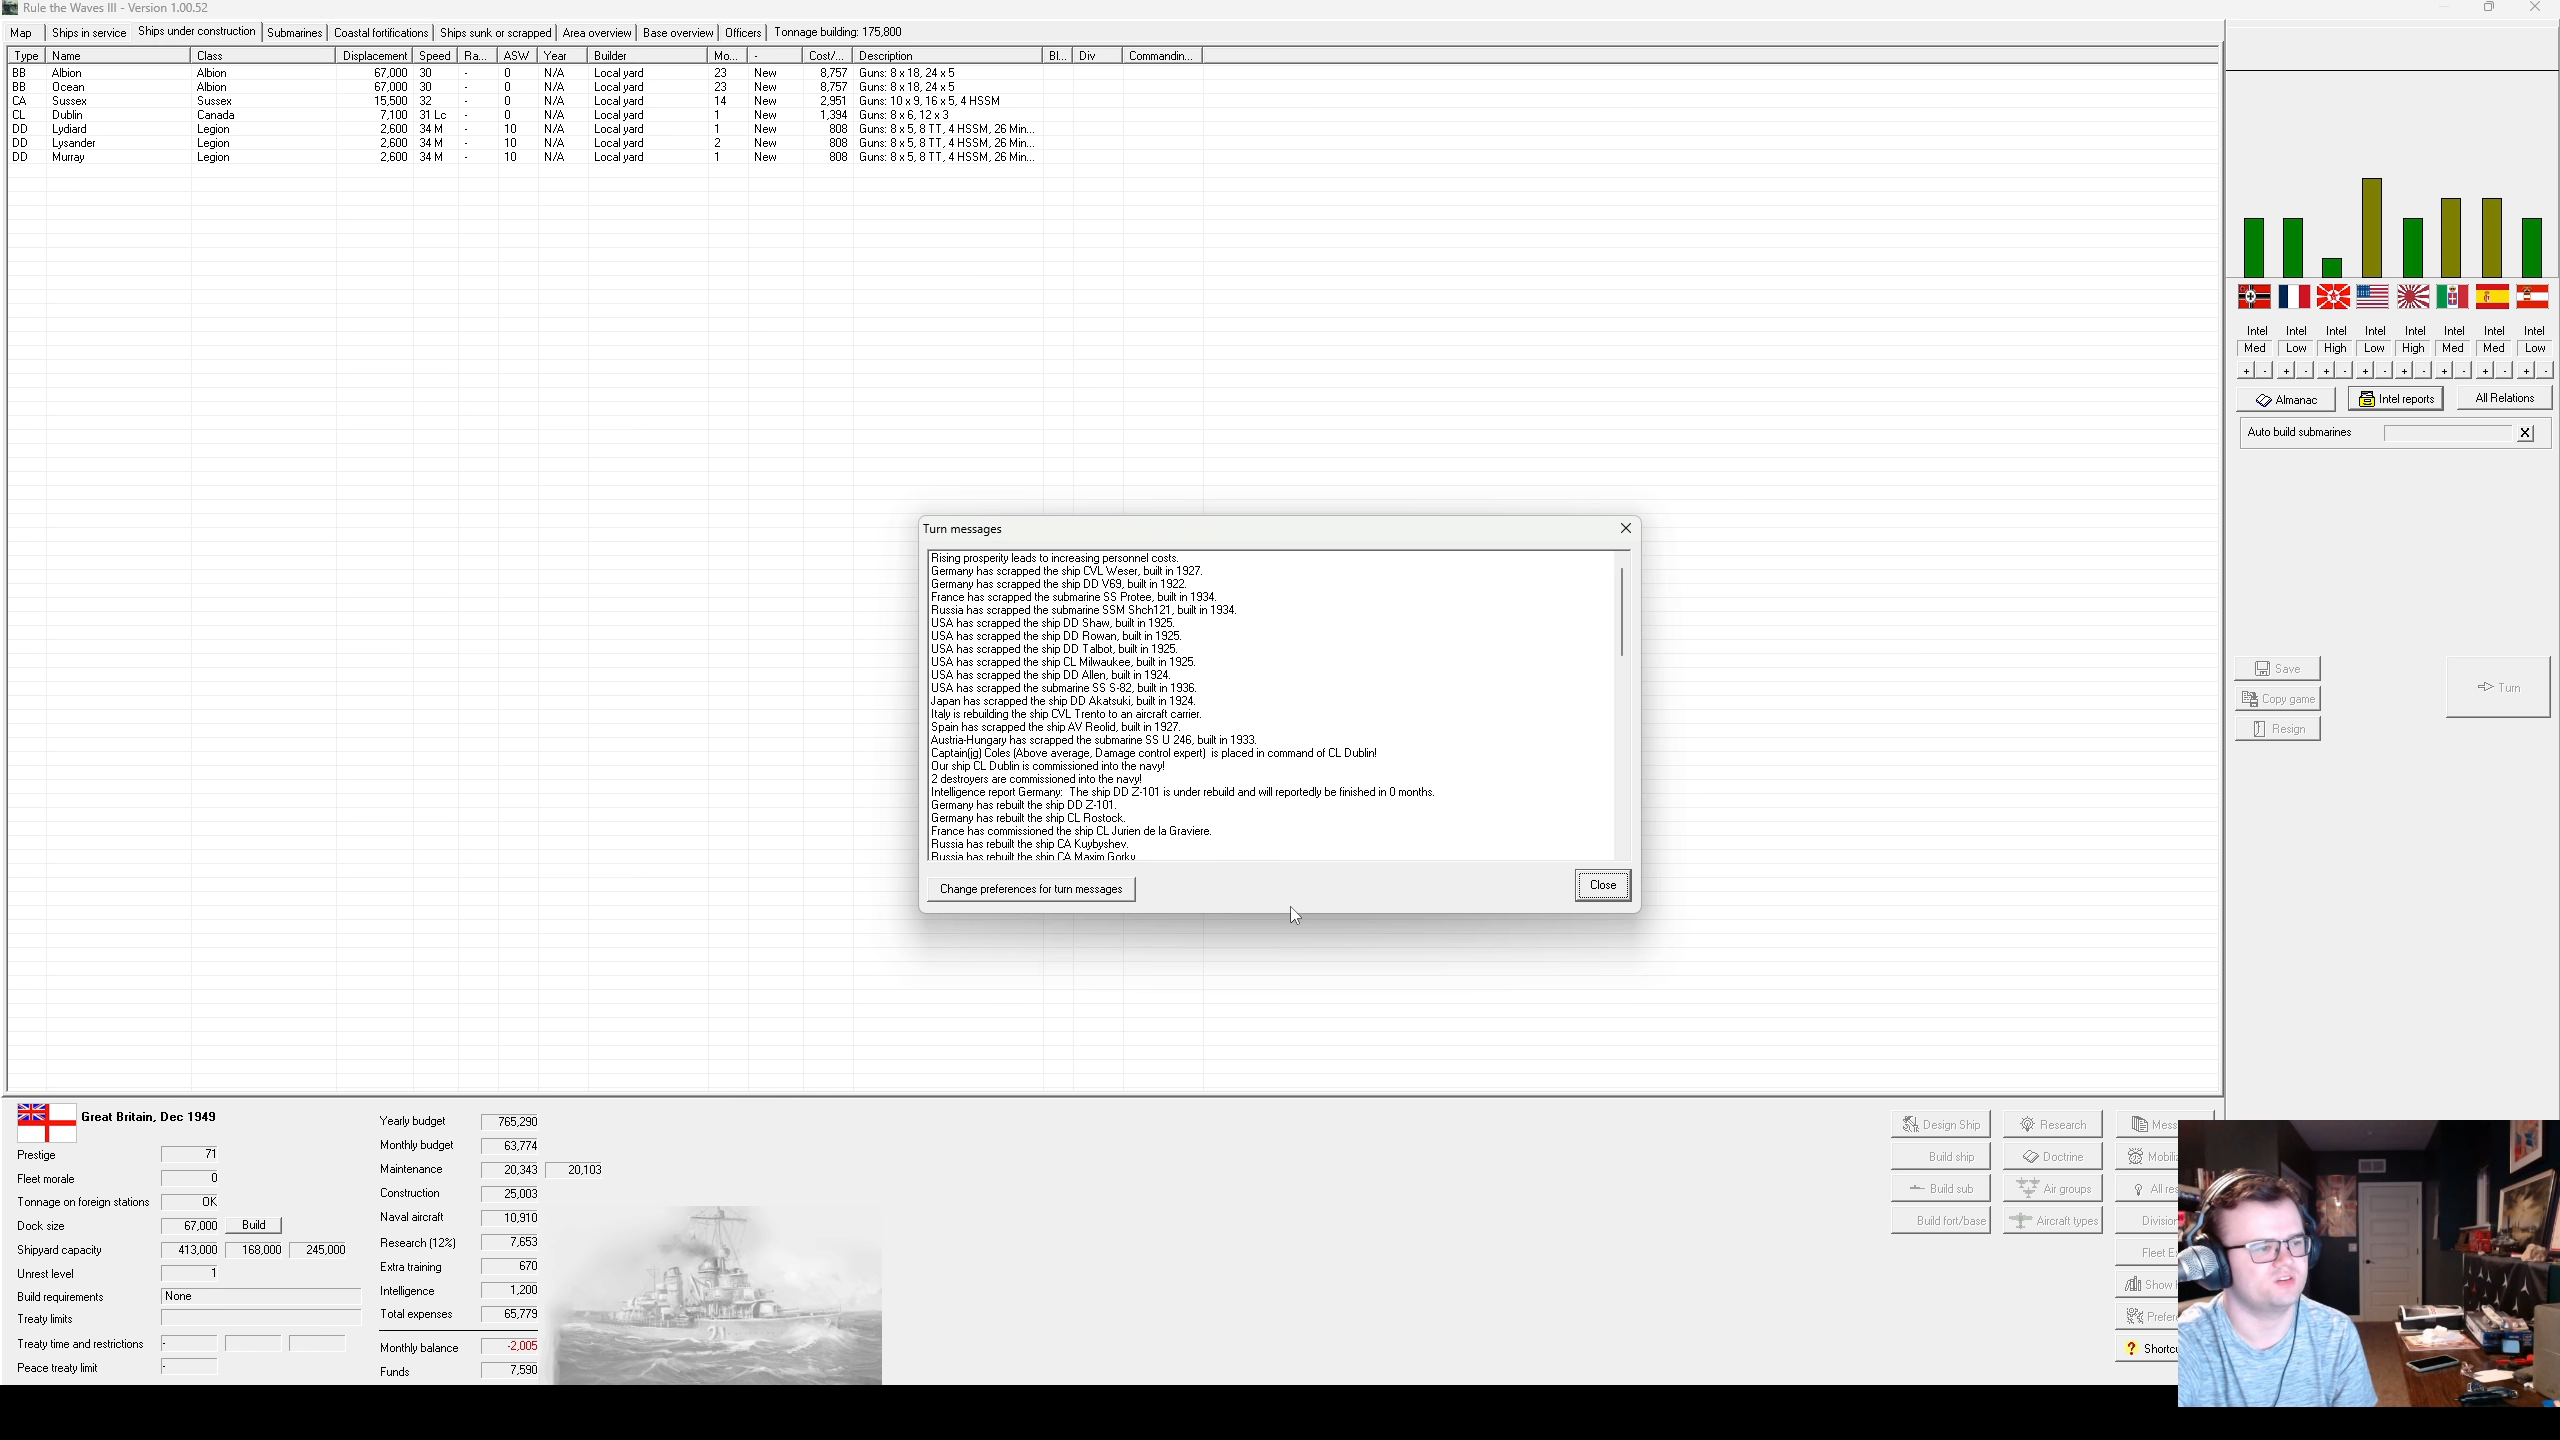 Rule the Waves III - Version 1.00.52
Map Ships in service Ships under construction Submarines Coastal fortifications Ships sunk or scrapped Area overview Base overview Officers Tonnage building: 175,800
Type Name Class Displacement Speed Ra... ASW Year Builder Mo... - Cost/... Description Bl... Div Commandin...
BB Albion Albion 67,000 30 - 0 N/A Local yard 23 New 8,757 Guns: 8 x 18, 24 x 5
BB Ocean Albion 67,000 30 - 0 N/A Local yard 23 New 8,757 Guns: 8 x 18, 24 x 5
CA Sussex Sussex 15,500 32 - 0 N/A Local yard 14 New 2,951 Guns: 10 x 9, 16 x 5, 4 HSSM
CL Dublin Canada 7,100 31 Lc - 0 N/A Local yard 1 New 1,394 Guns: 8 x 6, 12 x 3
DD Lydiard Legion 2,600 34 M - 10 N/A Local yard 1 New 808 Guns: 8 x 5, 8 TT, 4 HSSM, 26 Min...
DD Lysander Legion 2,600 34 M - 10 N/A Local yard 2 New 808 Guns: 8 x 5, 8 TT, 4 HSSM, 26 Min...
DD Murray Legion 2,600 34 M - 10 N/A Local yard 1 New 808 Guns: 8 x 5, 8 TT, 4 HSSM, 26 Min...
Intel Intel Intel Intel Intel Intel Intel Intel
Med Low High Low High Med Med Low
+ - + - + - + - + - + - + - + -
Almanac Intel reports All Relations
Auto build submarines X
Save
Copy game
Resign
Turn
Turn messages
Rising prosperity leads to increasing personnel costs.
Germany has scrapped the ship CVL Weser, built in 1927.
Germany has scrapped the ship DD V69, built in 1922.
France has scrapped the submarine SS Protee, built in 1934.
Russia has scrapped the submarine SSM Shch121, built in 1934.
USA has scrapped the ship DD Shaw, built in 1925.
USA has scrapped the ship DD Rowan, built in 1925.
USA has scrapped the ship DD Talbot, built in 1925.
USA has scrapped the ship CL Milwaukee, built in 1925.
USA has scrapped the ship DD Allen, built in 1924.
USA has scrapped the submarine SS S-82, built in 1936.
Japan has scrapped the ship DD Akatsuki, built in 1924.
Italy is rebuilding the ship CVL Trento to an aircraft carrier.
Spain has scrapped the ship AV Reolid, built in 1927.
Austria-Hungary has scrapped the submarine SS U 246, built in 1933.
Captain(jg) Coles (Above average, Damage control expert) is placed in command of CL Dublin!
Our ship CL Dublin is commissioned into the navy!
2 destroyers are commissioned into the navy!
Intelligence report Germany: The ship DD Z-101 is under rebuild and will reportedly be finished in 0 months.
Germany has rebuilt the ship DD Z-101.
Germany has rebuilt the ship CL Rostock.
France has commissioned the ship CL Jurien de la Graviere.
Russia has rebuilt the ship CA Kuybyshev.
Russia has rebuilt the ship CA Maxim Gorky
Change preferences for turn messages Close
Great Britain, Dec 1949
Prestige 71
Fleet morale 0
Tonnage on foreign stations OK
Dock size 67,000 Build
Shipyard capacity 413,000 168,000 245,000
Unrest level 1
Build requirements None
Treaty limits
Treaty time and restrictions -
Peace treaty limit -
Yearly budget 765,290
Monthly budget 63,774
Maintenance 20,343 20,103
Construction 25,003
Naval aircraft 10,910
Research (12%) 7,653
Extra training 670
Intelligence 1,200
Total expenses 65,779
Monthly balance -2,005
Funds 7,590
Design Ship Research Mess
Build ship Doctrine Mobiliz
Build sub Air groups All res
Build fort/base Aircraft types Division
Fleet E
Show
Prefer
? Shortcu